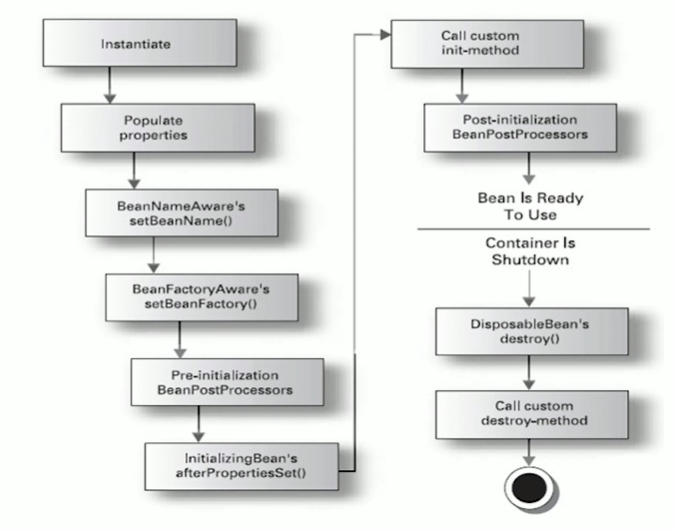 Instantiate
Populate
properties
BeanNameAware's
setBeanName()
BeanFactoryAware's
setBeanFactory()
Pre-initialization
BeanPostProcessors
InitializingBean's
afterPropertiesSet()
Call custom
init-method
Post-initialization
BeanPostProcessors
Bean Is Ready
To Use
Container Is
Shutdown
DisposableBean's
destroy()
Call custom
destroy-method